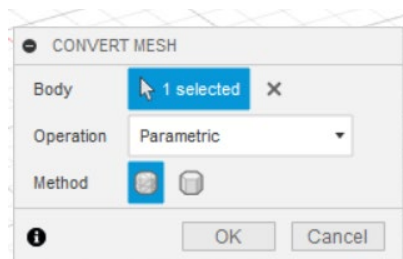 CONVERT MESH
Body 1 selected
Operation Parametric
Method
OK Cancel